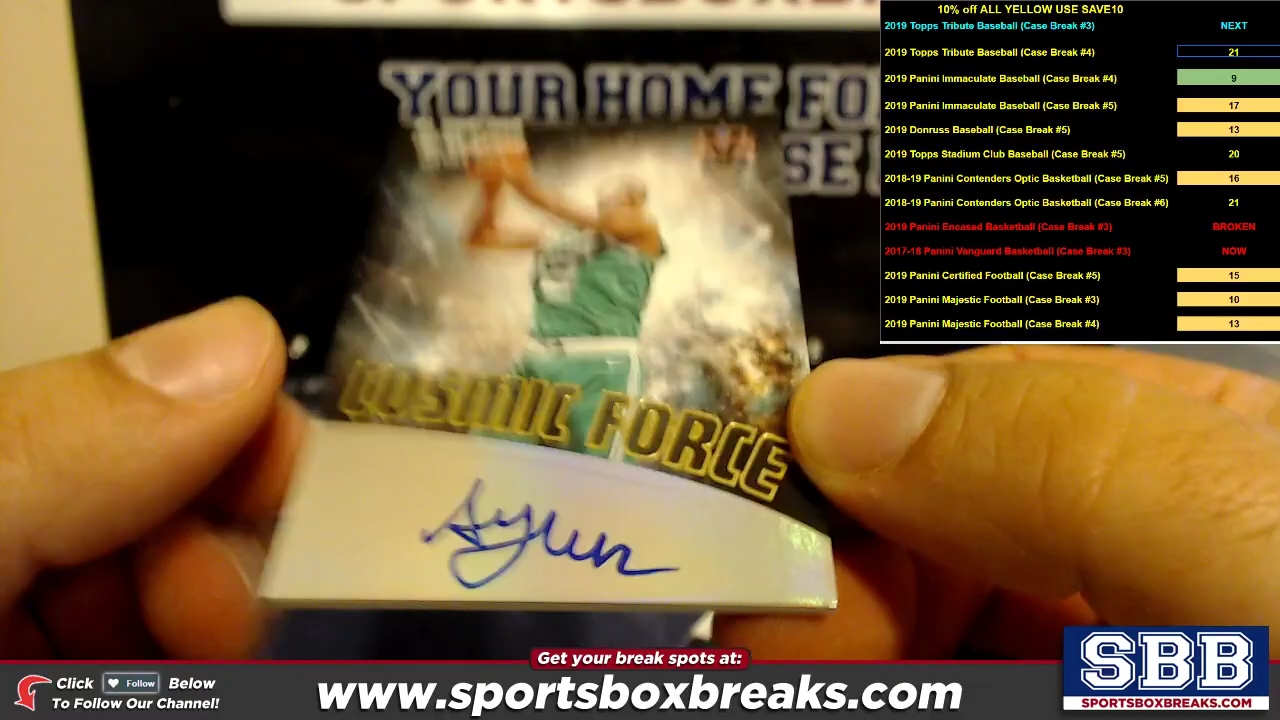 10% off ALL YELLOW USE SAVE10
2019 Topps Tribute Baseball (Case Break #3) NEXT
2019 Topps Tribute Baseball (Case Break #4) 21
2019 Panini Immaculate Baseball (Case Break #4) 9
2019 Panini Immaculate Baseball (Case Break #5) 17
2019 Donruss Baseball (Case Break #5) 13
2019 Topps Stadium Club Baseball (Case Break #5) 20
2018-19 Panini Contenders Optic Basketball (Case Break #5) 16
2018-19 Panini Contenders Optic Basketball (Case Break #6) 21
2019 Panini Encased Basketball (Case Break #3) BROKEN
2017-18 Panini Vanguard Basketball (Case Break #3) NOW
2019 Panini Certified Football (Case Break #5) 15
2019 Panini Majestic Football (Case Break #3) 10
2019 Panini Majestic Football (Case Break #4) 13
YOUR HOME FO
SE
COSMIC FORCE
Get your break spots at:
www.sportsboxbreaks.com
Click Follow Below
To Follow Our Channel!
SBB
SPORTSBOXBREAKS.COM